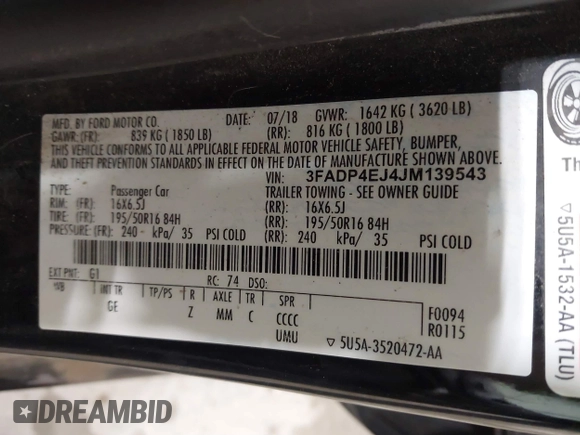 MFD. BY FORD MOTOR CO.
DATE: 07/18 GVWR: 1642 KG ( 3620 LB)
GAWR: (FR): 839 KG ( 1850 LB) (RR): 816 KG ( 1800 LB)
THIS VEHICLE CONFORMS TO ALL APPLICABLE FEDERAL MOTOR VEHICLE SAFETY, BUMPER,
AND THEFT PREVENTION STANDARDS IN EFFECT ON THE DATE OF MANUFACTURE SHOWN ABOVE.
VIN: 3FADP4EJ4JM139543
TYPE: Passenger Car TRAILER TOWING - SEE OWNER GUIDE
RIM: (FR) 16X6.5J (RR): 16X6.5J
TIRE: (FR) 195/50R16 84H (RR): 195/50R16 84H
PRESSURE: (FR) 240 - kPa/ 35 PSI COLD (RR) 240 kPa/ 35 PSI COLD
EXT PNT: G1 RC: 74 DSO:
WB INT TR TP/PS R AXLE TR SPR
GE Z MM C CCCC
UMU
F0094
R0115
▽ 5U5A-3520472-AA
▽ 5U5A-1532-AA (TLU)
DREAMBID